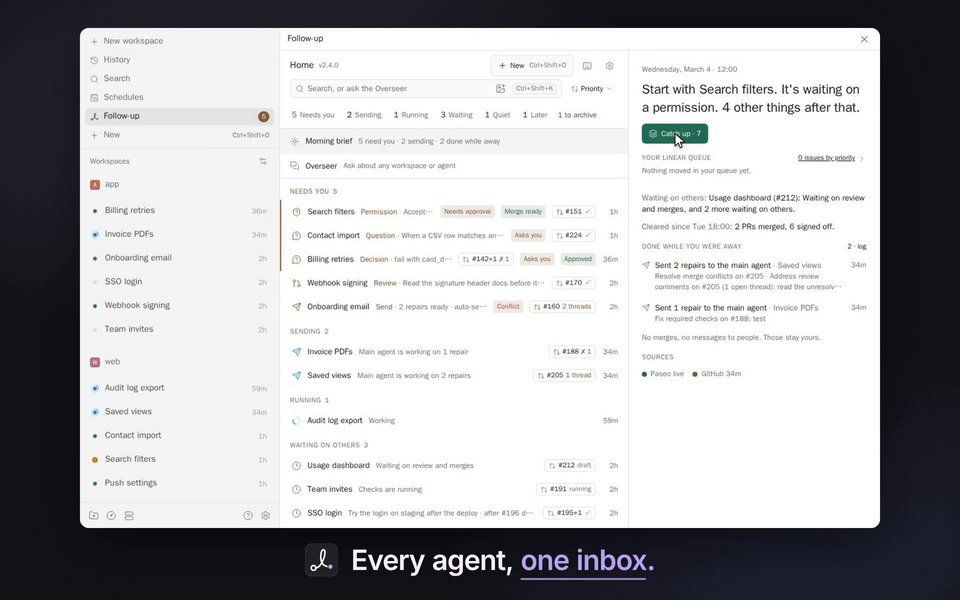 New workspace
History
Search
Schedules
Follow-up 5
New Ctrl+Shift+O
Workspaces
A app
Billing retries 36m
Invoice PDFs 34m
Onboarding email 2h
SSO login 2h
Webhook signing 2h
Team invites 2h
W web
Audit log export 59m
Saved views 34m
Contact import 1h
Search filters 1h
Push settings 1h
Follow-up
Home v2.4.0
New Ctrl+Shift+O
Search, or ask the Overseer Ctrl+Shift+K
Priority
5 Needs you 2 Sending 1 Running 3 Waiting 1 Quiet 1 Later 1 to archive
Morning brief 5 need you · 2 sending · 2 done while away
Overseer Ask about any workspace or agent
NEEDS YOU 5
Search filters Permission · Accept··· Needs approval Merge ready #151 ✓ 1h
Contact import Question · When a CSV row matches an··· Asks you #224 ✓ 1h
Billing retries Decision · fail with card_d··· #142+1 ✗ 1 Asks you Approved 36m
Webhook signing Review · Read the signature header docs before it··· #170 ✓ 2h
Onboarding email Send · 2 repairs ready · auto-se··· Conflict #160 2 threads 2h
SENDING 2
Invoice PDFs Main agent is working on 1 repair #188 ✗ 1 34m
Saved views Main agent is working on 2 repairs #205 1 thread 34m
RUNNING 1
Audit log export Working 59m
WAITING ON OTHERS 3
Usage dashboard Waiting on review and merges #212 draft 2h
Team invites Checks are running #191 running 2h
SSO login Try the login on staging after the deploy · after #196 d··· #195+1 ✓ 2h
Wednesday, March 4 · 12:00
Start with Search filters. It's waiting on
a permission. 4 other things after that.
Catch up · 7
YOUR LINEAR QUEUE 0 issues by priority
Nothing moved in your queue yet.
Waiting on others: Usage dashboard (#212): Waiting on review
and merges, and 2 more waiting on others.
Cleared since Tue 18:00: 2 PRs merged, 6 signed off.
DONE WHILE YOU WERE AWAY 2 · log
Sent 2 repairs to the main agent · Saved views 34m
Resolve merge conflicts on #205 · Address review
comments on #205 (1 open thread): read the unresolv···
Sent 1 repair to the main agent · Invoice PDFs 34m
Fix required checks on #188: test
No merges, no messages to people. Those stay yours.
SOURCES
Paseo live GitHub 34m
Every agent, one inbox.